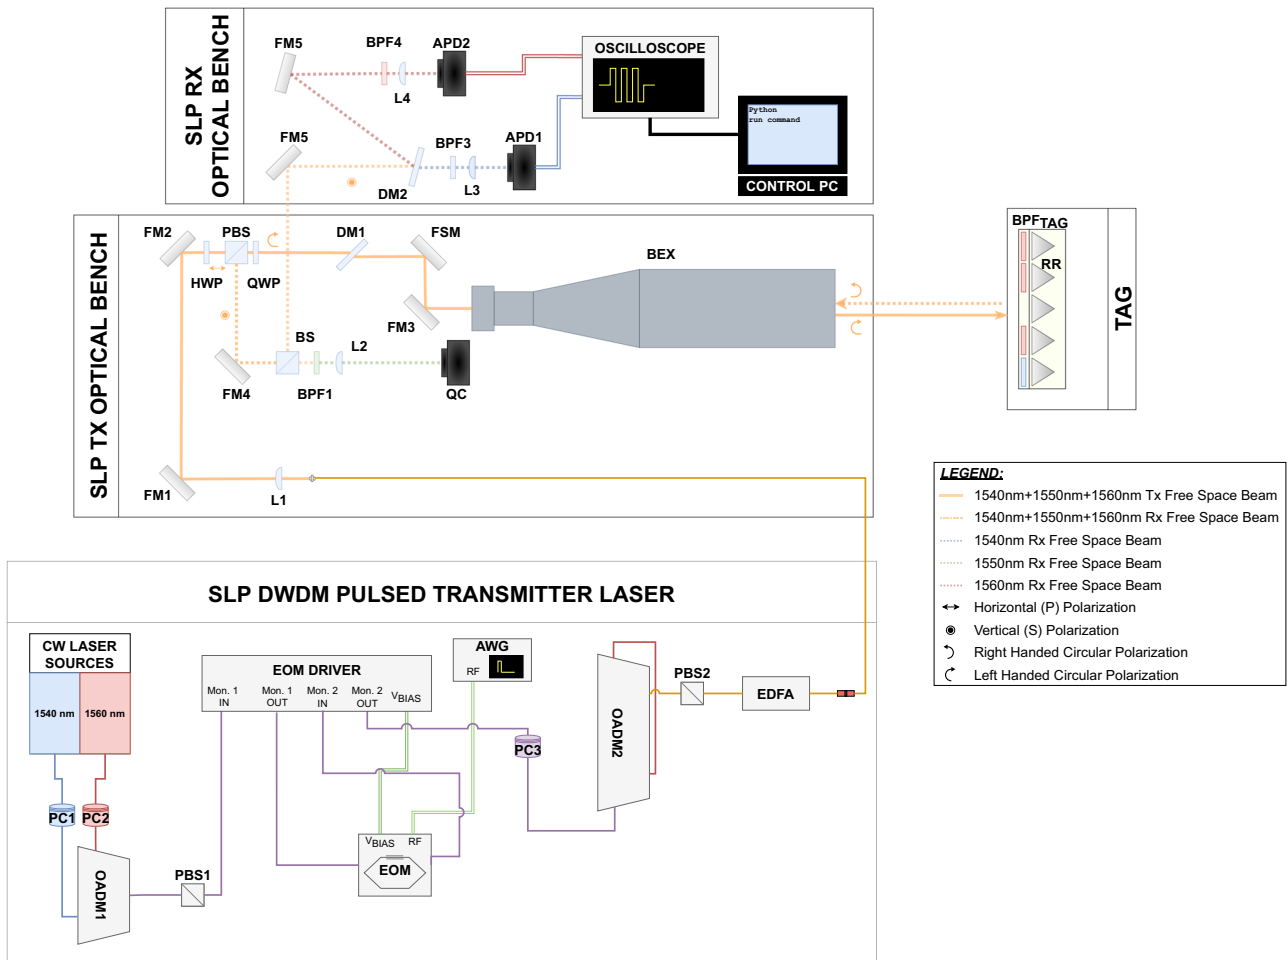 SLP RX
OPTICAL BENCH
FM5
BPF4
APD2
L4
OSCILLOSCOPE
Python
run command
CONTROL PC
FM5
BPF3
APD1
DM2
L3
SLP TX OPTICAL BENCH
FM2
PBS
DM1
FSM
BEX
HWP
QWP
FM3
BS
L2
FM4
BPF1
QC
FM1
L1
BPF
TAG
RR
TAG
LEGEND:
1540nm+1550nm+1560nm Tx Free Space Beam
1540nm+1550nm+1560nm Rx Free Space Beam
1540nm Rx Free Space Beam
1550nm Rx Free Space Beam
1560nm Rx Free Space Beam
Horizontal (P) Polarization
Vertical (S) Polarization
Right Handed Circular Polarization
Left Handed Circular Polarization
SLP DWDM PULSED TRANSMITTER LASER
CW LASER
SOURCES
1540 nm
1560 nm
PC1
PC2
OADM1
PBS1
EOM DRIVER
Mon. 1
IN
Mon. 1
OUT
Mon. 2
IN
Mon. 2
OUT
VBIAS
AWG
RF
VBIAS
RF
EOM
PC3
OADM2
PBS2
EDFA